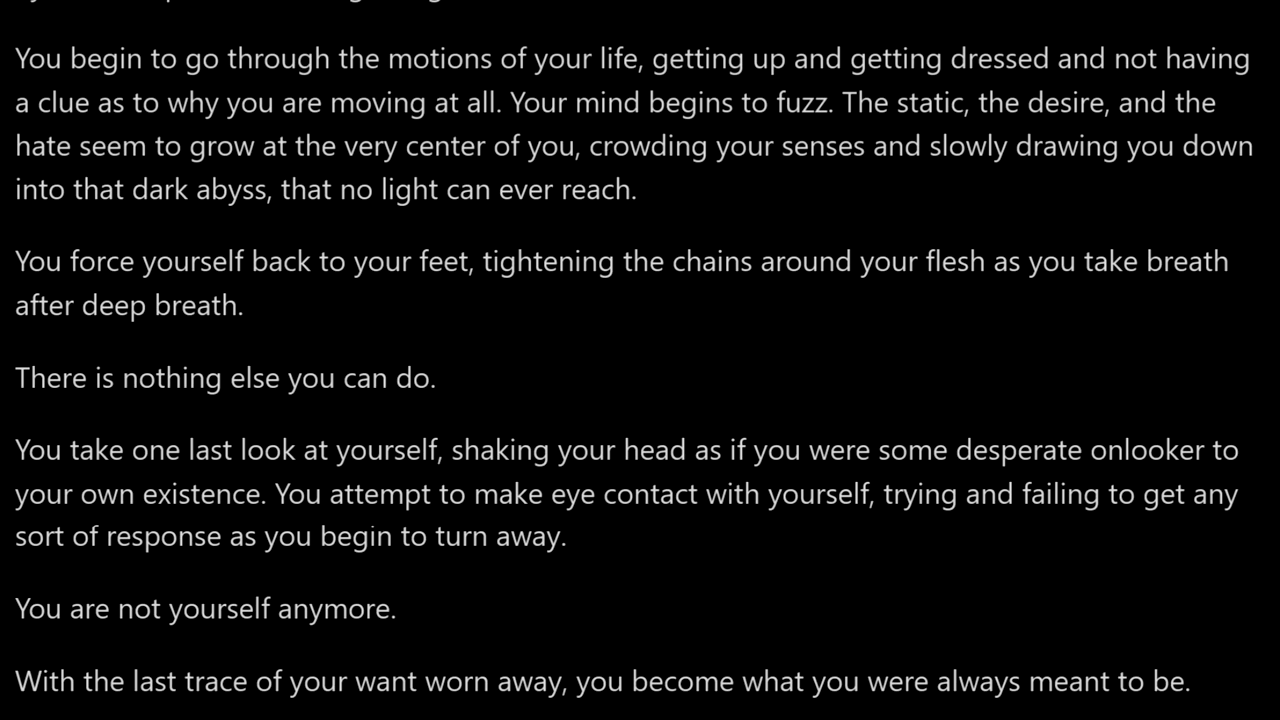 You begin to go through the motions of your life, getting up and getting dressed and not having
a clue as to why you are moving at all. Your mind begins to fuzz. The static, the desire, and the
hate seem to grow at the very center of you, crowding your senses and slowly drawing you down
into that dark abyss, that no light can ever reach.
You force yourself back to your feet, tightening the chains around your flesh as you take breath
after deep breath.
There is nothing else you can do.
You take one last look at yourself, shaking your head as if you were some desperate onlooker to
your own existence. You attempt to make eye contact with yourself, trying and failing to get any
sort of response as you begin to turn away.
You are not yourself anymore.
With the last trace of your want worn away, you become what you were always meant to be.